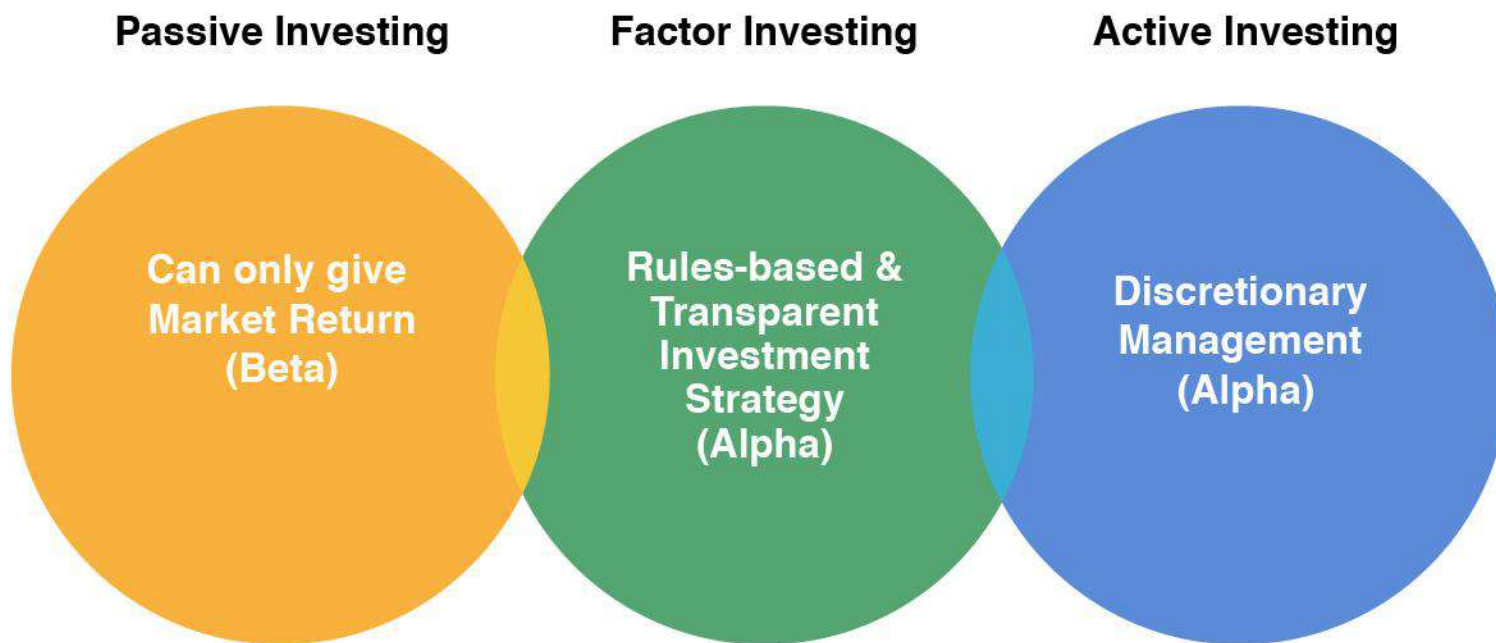 Passive Investing
Factor Investing
Active Investing
Can only give
Market Return
(Beta)
Rules-based &
Transparent
Investment
Strategy
(Alpha)
Discretionary
Management
(Alpha)